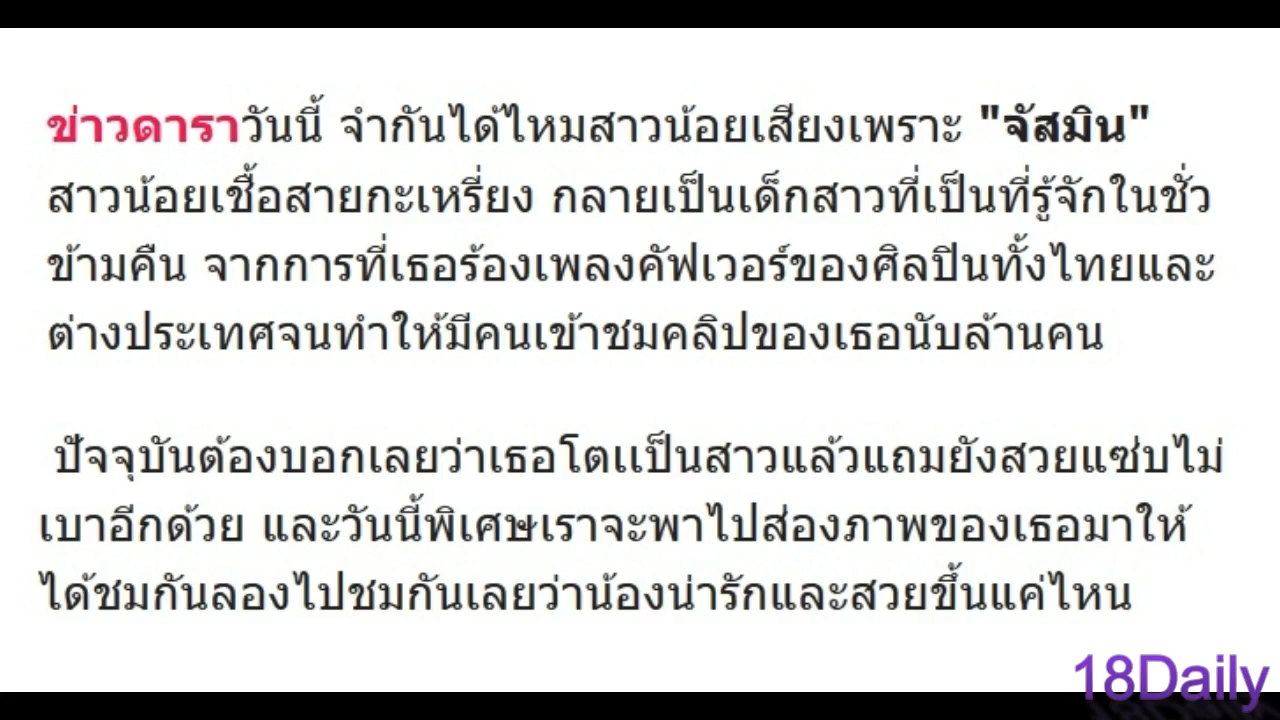 ข่าวดาราวันนี้ จำกันได้ไหมสาวน้อยเสียงเพราะ "จัสมิน"
สาวน้อยเชื้อสายกะเหรี่ยง กลายเป็นเด็กสาวที่เป็นที่รู้จักในชั่ว
ข้ามคืน จากการที่เธอร้องเพลงคัฟเวอร์ของศิลปินทั้งไทยและ
ต่างประเทศจนทำให้มีคนเข้าชมคลิปของเธอนับล้านคน
ปัจจุบันต้องบอกเลยว่าเธอโตเเป็นสาวแล้วแถมยังสวยแซ่บไม่
เบาอีกด้วย และวันนี้พิเศษเราจะพาไปส่องภาพของเธอมาให้
ได้ชมกันลองไปชมกันเลยว่าน้องน่ารักและสวยขึ้นแค่ไหน
18Daily